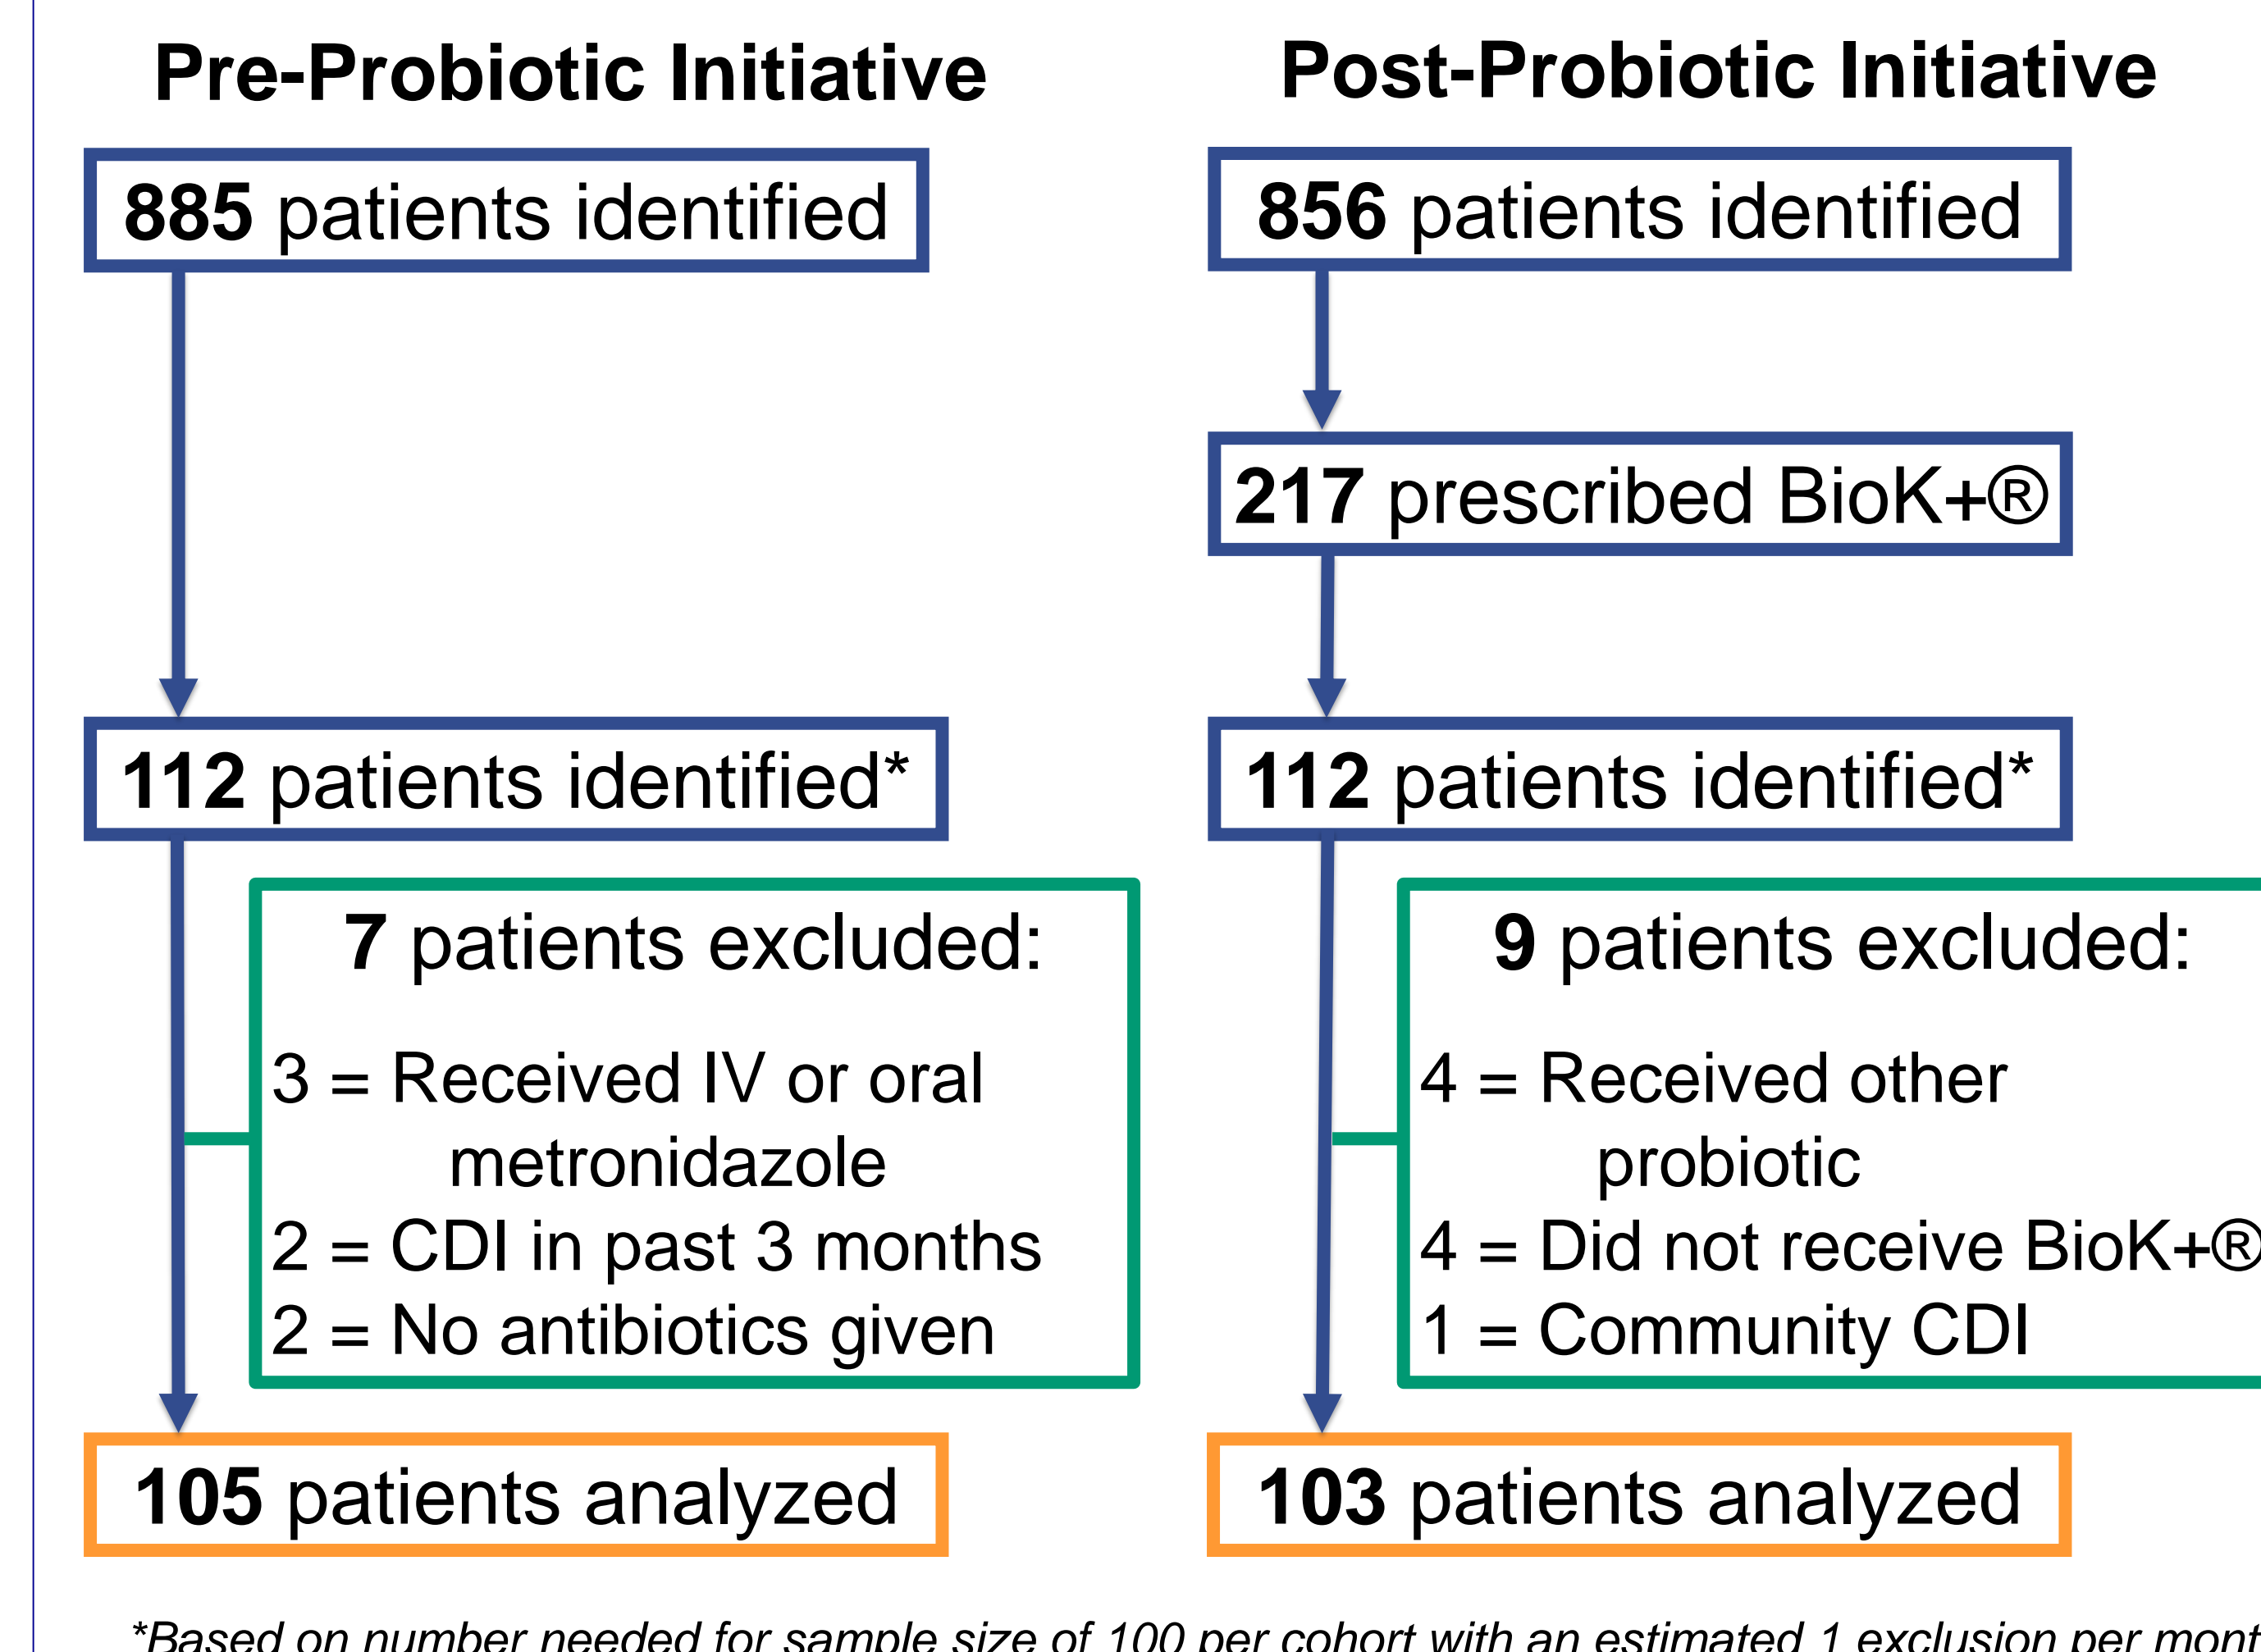 Pre-Probiotic Initiative
885 patients identified
112 patients identified*
7 patients excluded:
3 = Received IV or oral
metronidazole
2 = CDI in past 3 months
2 = No antibiotics given
105 patients analyzed
Post-Probiotic Initiative
856 patients identified
217 prescribed BioK+®
112 patients identified*
9 patients excluded:
4 = Received other
probiotic
4 = Did not receive BioK+®
1 = Community CDI
103 patients analyzed
*Based on number needed for sample size of 100 per cohort with an estimated 1 exclusion per mont